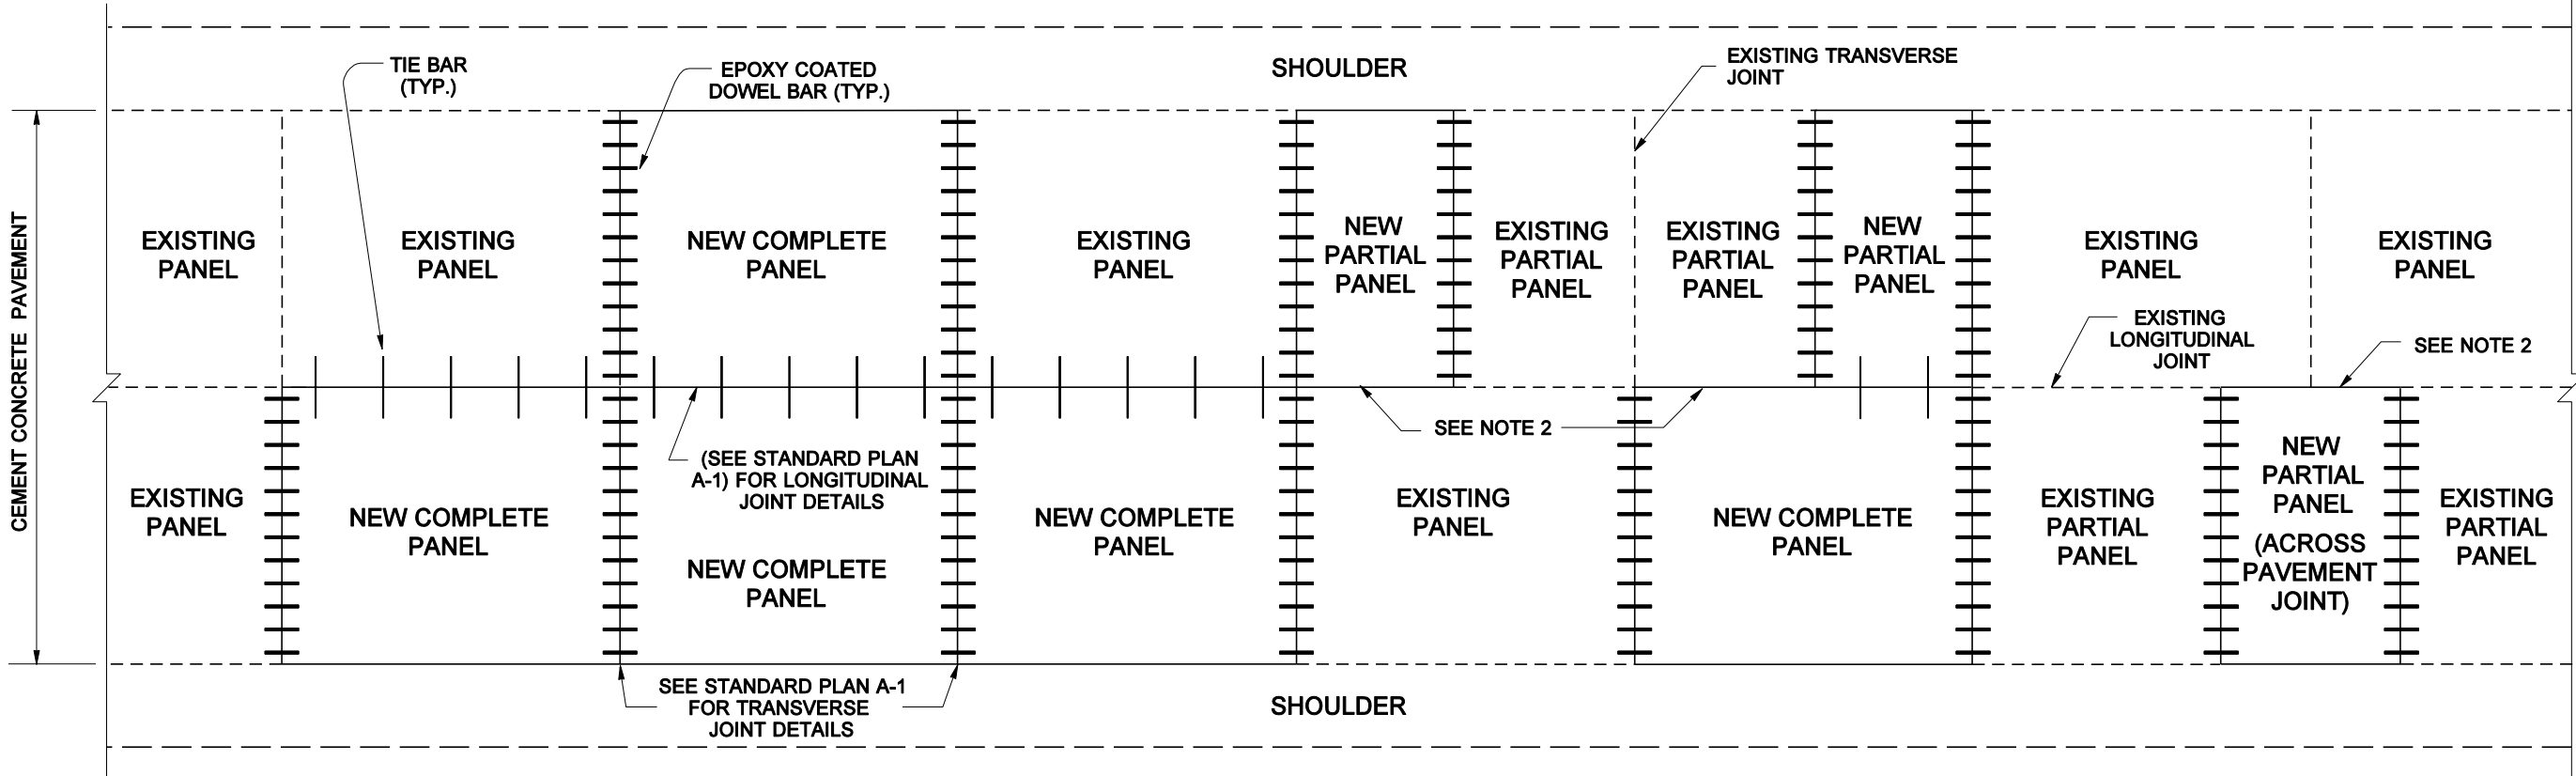 TIE BAR
(TYP.)
EPOXY COATED
DOWEL BAR (TYP.)
SHOULDER
EXISTING TRANSVERSE
JOINT
CEMENT CONCRETE PAVEMENT
EXISTING
PANEL
EXISTING
PANEL
NEW COMPLETE
PANEL
EXISTING
PANEL
NEW
PARTIAL
PANEL
EXISTING
PARTIAL
PANEL
EXISTING
PARTIAL
PANEL
NEW
PARTIAL
PANEL
EXISTING
PANEL
EXISTING
PANEL
EXISTING
LONGITUDINAL
JOINT
SEE NOTE 2
SEE NOTE 2
(SEE STANDARD PLAN
A-1) FOR LONGITUDINAL
JOINT DETAILS
EXISTING
PANEL
NEW COMPLETE
PANEL
NEW COMPLETE
PANEL
NEW COMPLETE
PANEL
EXISTING
PANEL
NEW COMPLETE
PANEL
EXISTING
PARTIAL
PANEL
NEW
PARTIAL
PANEL
(ACROSS
PAVEMENT
JOINT)
EXISTING
PARTIAL
PANEL
SEE STANDARD PLAN A-1
FOR TRANSVERSE
JOINT DETAILS
SHOULDER